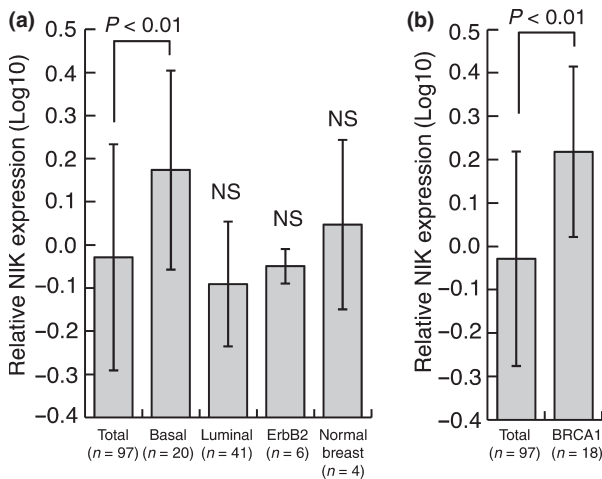 (a)
P < 0.01
Relative NIK expression (Log10)
0.5
0.4
0.3
0.2
0.1
0.0
−0.1
−0.2
−0.3
−0.4
NS
NS
NS
Total
(n = 97)
Basal
(n = 20)
Luminal
(n = 41)
ErbB2
(n = 6)
Normal
breast
(n = 4)
(b)
P < 0.01
Relative NIK expression (Log10)
0.5
0.4
0.3
0.2
0.1
0.0
−0.1
−0.2
−0.3
−0.4
Total
(n = 97)
BRCA1
(n = 18)